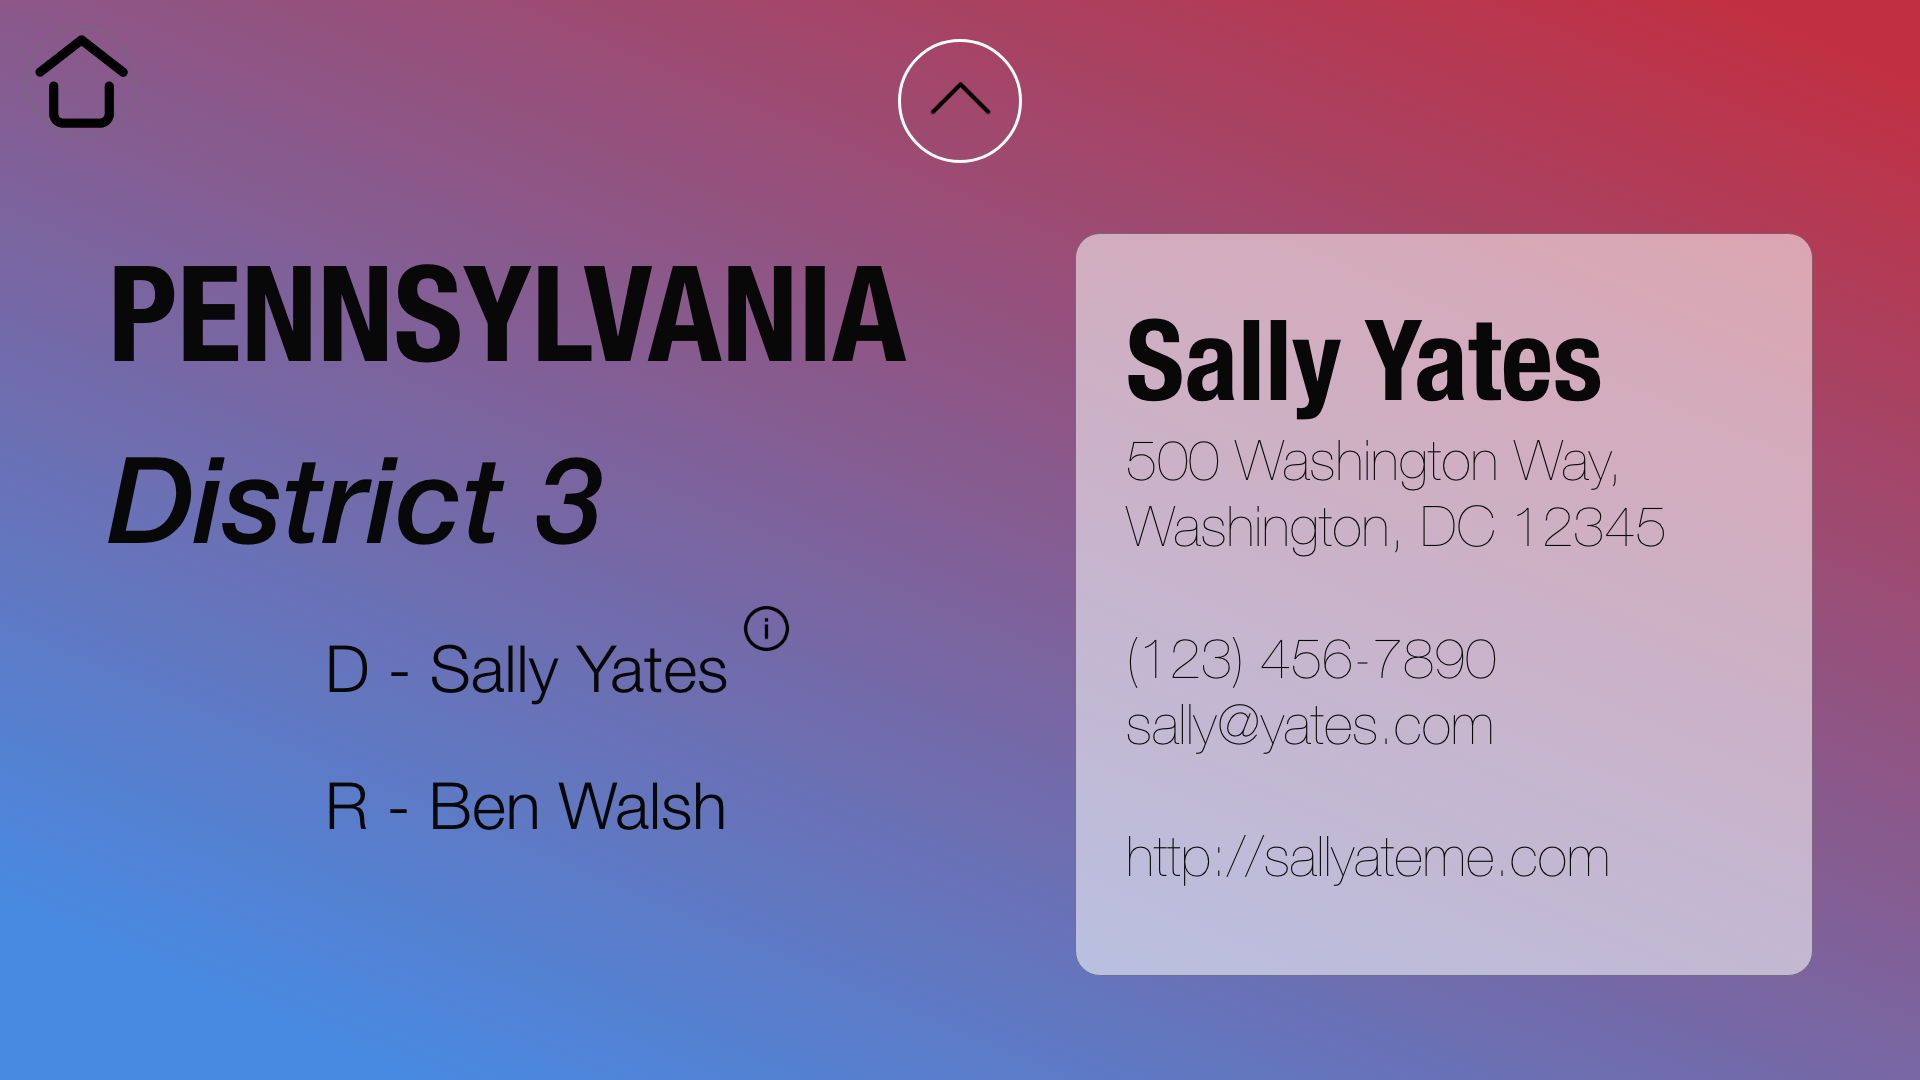 PENNSYLVANIA
District 3
D - Sally Yates
R - Ben Walsh
Sally Yates
500 Washington Way,
Washington, DC 12345
(123) 456-7890
sally@yates.com
http://sallyateme.com